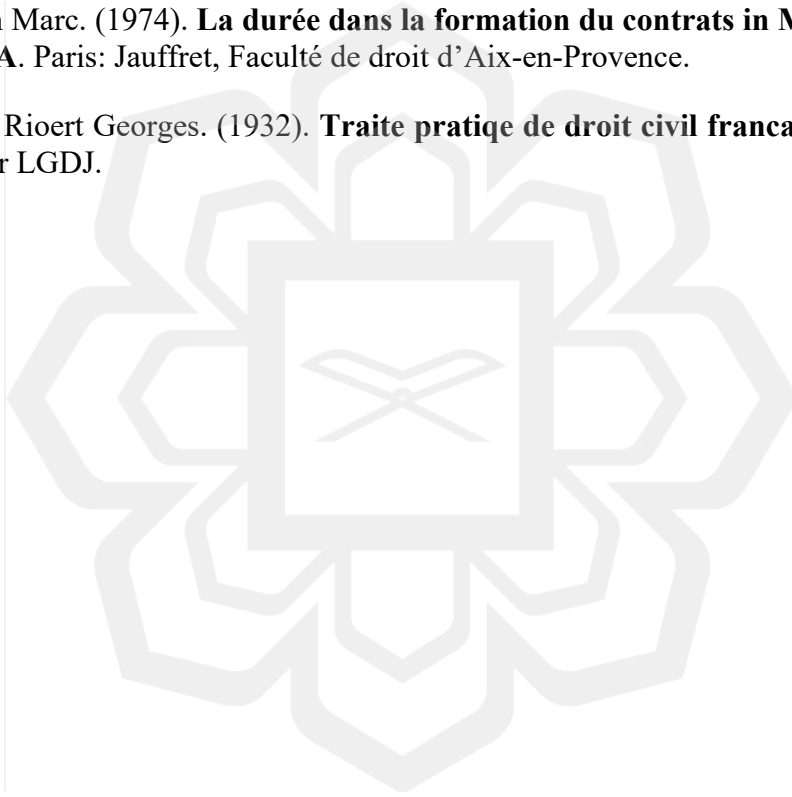 Marc. (1974). La durée dans la formation du contrats in
. Paris: Jauffret, Faculté de droit d’Aix-en-Provence.
Rioert Georges. (1932). Traite pratiqe de droit civil franca
r LGDJ.